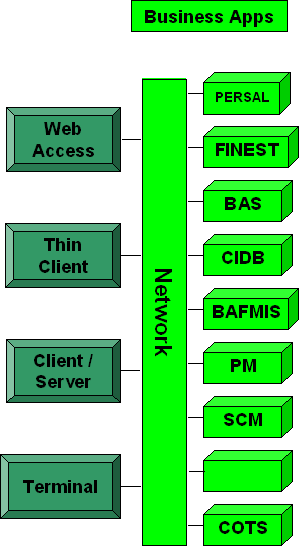 Business Apps
Web
Access
Thin
Client
Client /
Server
Terminal
Network
PERSAL
FINEST
BAS
CIDB
BAFMIS
PM
SCM
COTS